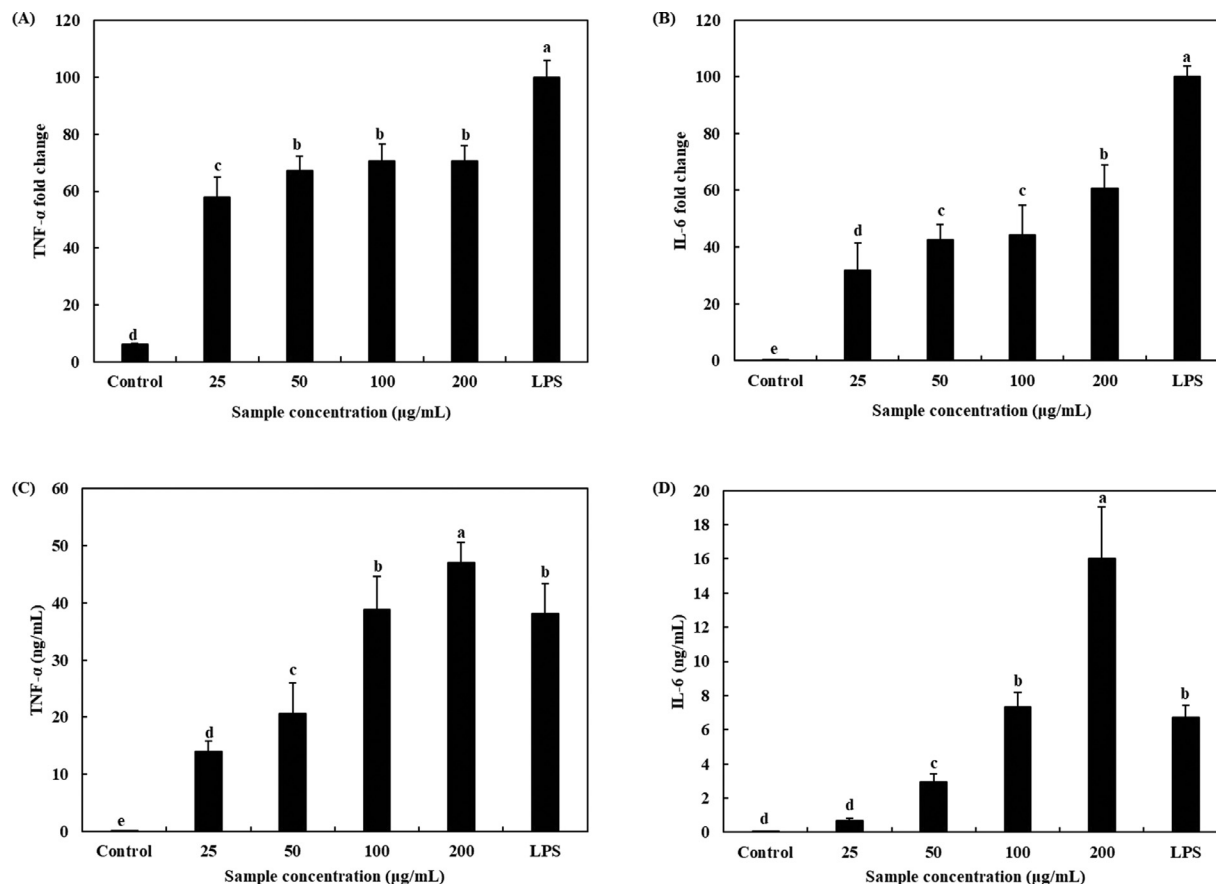 (A)
TNF-α fold change
120
100
80
60
40
20
0
d
c
b
b
b
a
Control 25 50 100 200 LPS
Sample concentration (µg/mL)
(B)
IL-6 fold change
120
100
80
60
40
20
0
e
d
c
c
b
a
Control 25 50 100 200 LPS
Sample concentration (µg/mL)
(C)
TNF-α (ng/mL)
60
50
40
30
20
10
0
e
d
c
b
a
b
Control 25 50 100 200 LPS
Sample concentration (µg/mL)
(D)
IL-6 (ng/mL)
20
18
16
14
12
10
8
6
4
2
0
d
d
c
b
a
b
Control 25 50 100 200 LPS
Sample concentration (µg/mL)